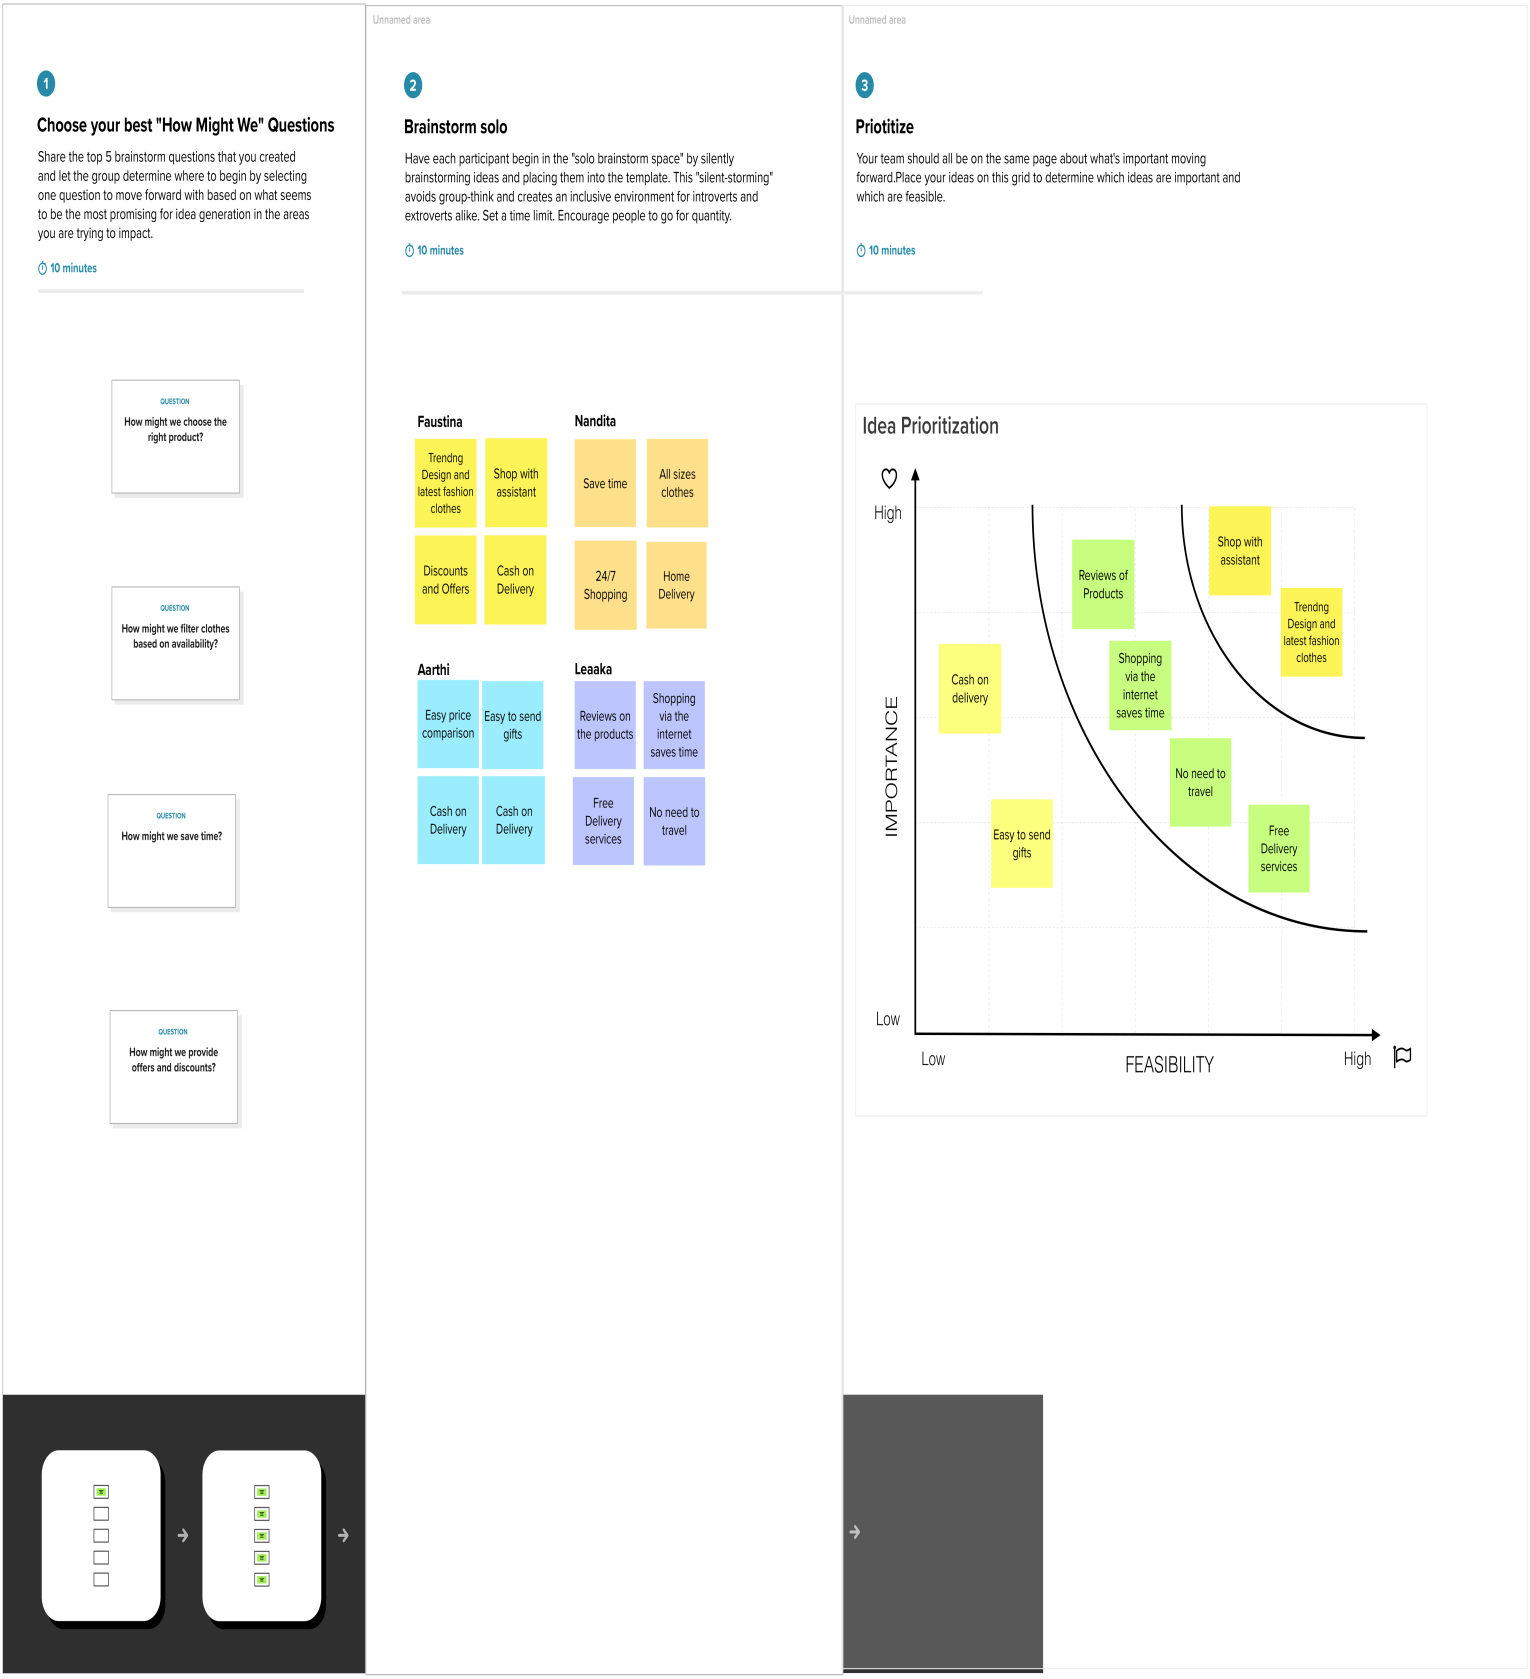 1
Choose your best "How Might We" Questions
Share the top 5 brainstorm questions that you created
and let the group determine where to begin by selecting
one question to move forward with based on what seems
to be the most promising for idea generation in the areas
you are trying to impact.
10 minutes
QUESTION
How might we choose the
right product?
QUESTION
How might we filter clothes
based on availability?
QUESTION
How might we save time?
QUESTION
How might we provide
offers and discounts?
Unnamed area
2
Brainstorm solo
Have each participant begin in the "solo brainstorm space" by silently
brainstorming ideas and placing them into the template. This "silent-storming"
avoids group-think and creates an inclusive environment for introverts and
extroverts alike. Set a time limit. Encourage people to go for quantity.
10 minutes
Faustina
Trendng
Design and
latest fashion
clothes
Shop with
assistant
Discounts
and Offers
Cash on
Delivery
Nandita
Save time
All sizes
clothes
24/7
Shopping
Home
Delivery
Aarthi
Easy price
comparison
Easy to send
gifts
Cash on
Delivery
Cash on
Delivery
Leaaka
Reviews on
the products
Shopping
via the
internet
saves time
Free
Delivery
services
No need to
travel
Unnamed area
3
Priotitize
Your team should all be on the same page about what's important moving
forward.Place your ideas on this grid to determine which ideas are important and
which are feasible.
10 minutes
Idea Prioritization
High
IMPORTANCE
Low
Shop with
assistant
Reviews of
Products
Trendng
Design and
latest fashion
clothes
Cash on
delivery
Shopping
via the
internet
saves time
No need to
travel
Easy to send
gifts
Free
Delivery
services
Low
FEASIBILITY
High